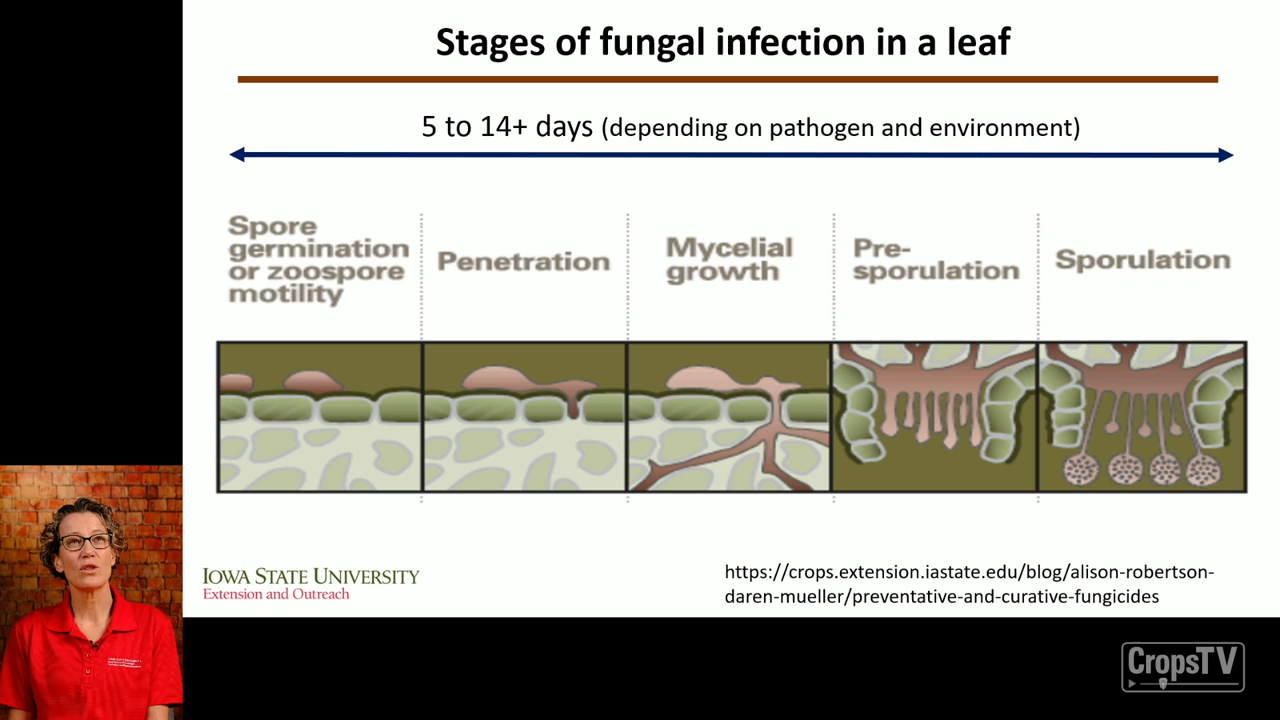 Stages of fungal infection in a leaf
5 to 14+ days (depending on pathogen and environment)
Spore
germination
or zoospore
motility
Penetration
Mycelial
growth
Pre-
sporulation
Sporulation
IOWA STATE UNIVERSITY
Extension and Outreach
https://crops.extension.iastate.edu/blog/alison-robertson-
daren-mueller/preventative-and-curative-fungicides
CropsTV